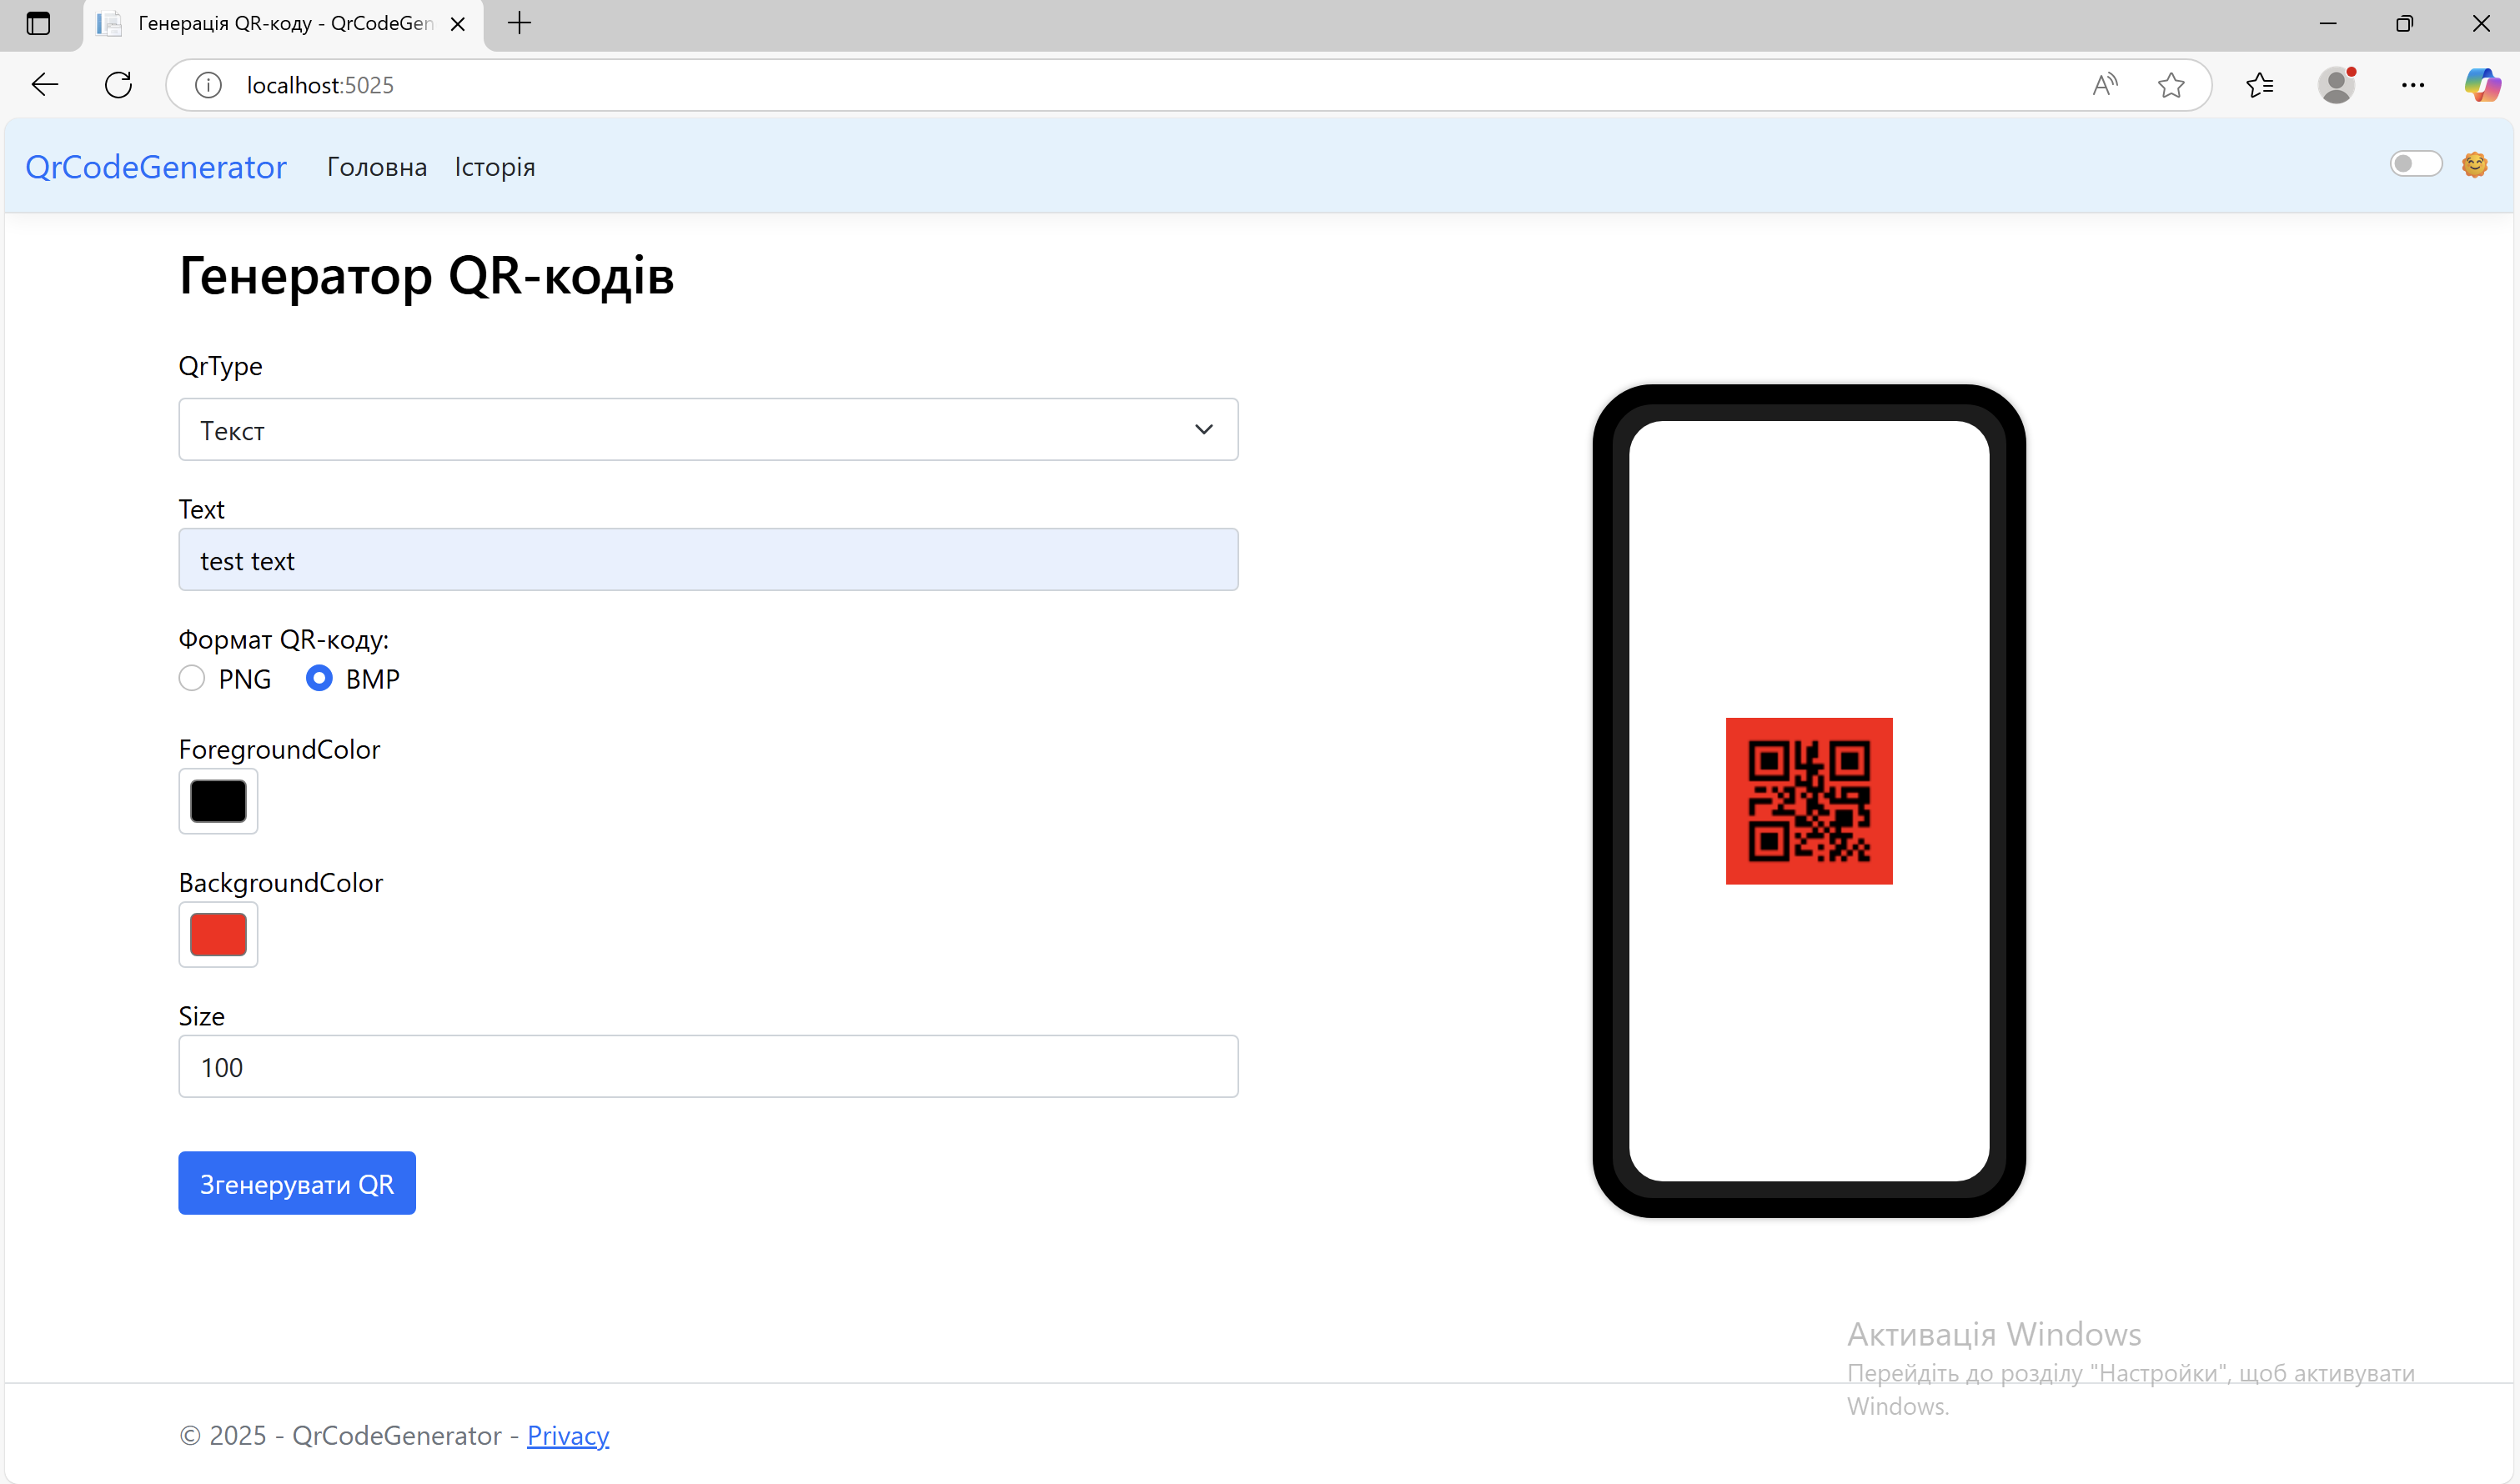 Генерація QR-коду - QrCodeGen
localhost:5025
QrCodeGenerator Головна Історія
Генератор QR-кодів
QrType
Текст
Text
test text
Формат QR-коду:
PNG BMP
ForegroundColor
BackgroundColor
Size
100
Згенерувати QR
Активація Windows
Перейдіть до розділу "Настройки", щоб активувати
Windows.
© 2025 - QrCodeGenerator - Privacy